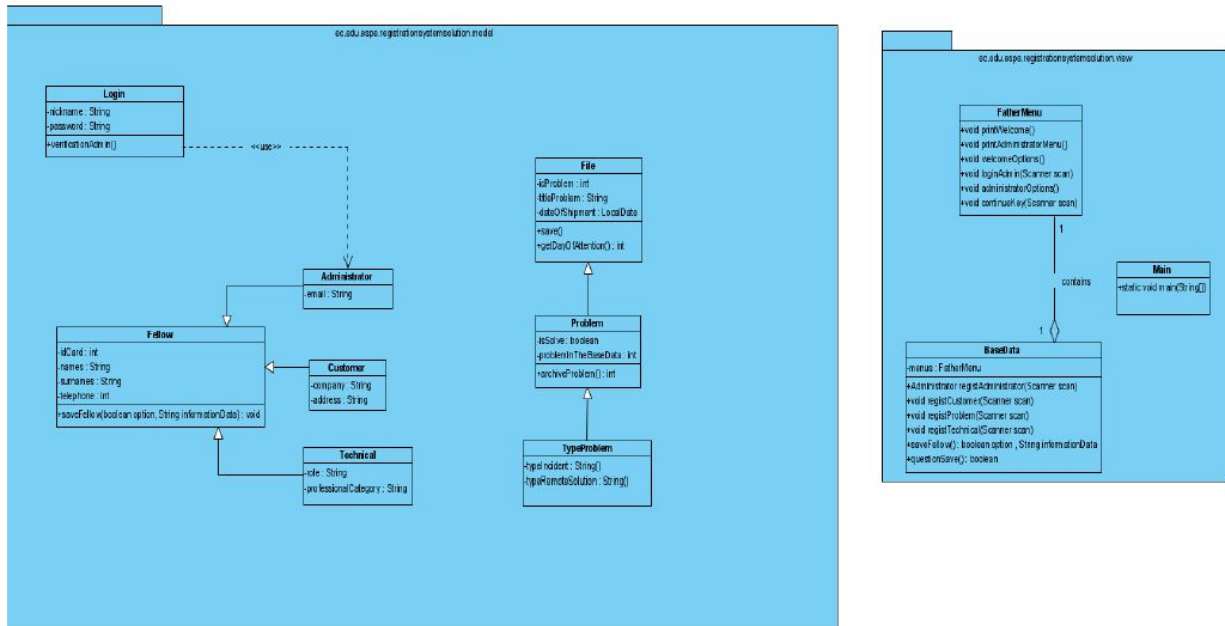 ec.edu.espe.registrationsystemsolution.model
Login
-nickname : String
-password : String
+verificationAdmin()
<<use>>
Administrator
-email : String
Fellow
-idCard : int
-names : String
-surnames : String
-telephone : int
+saveFellow(boolean option, String informationData) : void
Customer
-company : String
-address : String
Technical
-role : String
-professionalCategory : String
File
-idProblem : int
-titleProblem : String
-dateOfShipment : LocalDate
+save()
+getDayOfAttention() : int
Problem
-isSolve : boolean
-problemInTheBaseData : int
+archiveProblem() : int
TypeProblem
-typeIncident : String()
-typeRemoteSolution : String()
ec.edu.espe.registrationsystemsolution.view
FatherMenu
+void printWelcome()
+void printAdministratorMenu()
+void welcomeOptions()
+void loginAdmin(Scanner scan)
+void administratorOptions()
+void continueKey(Scanner scan)
1
contains
1
Main
+static void main(String[])
BaseData
-menus : FatherMenu
+Administrator registAdministrator(Scanner scan)
+void registCustomer(Scanner scan)
+void registProblem(Scanner scan)
+void registTechnical(Scanner scan)
+saveFellow() : boolean option , String informationData
+questionSave() : boolean